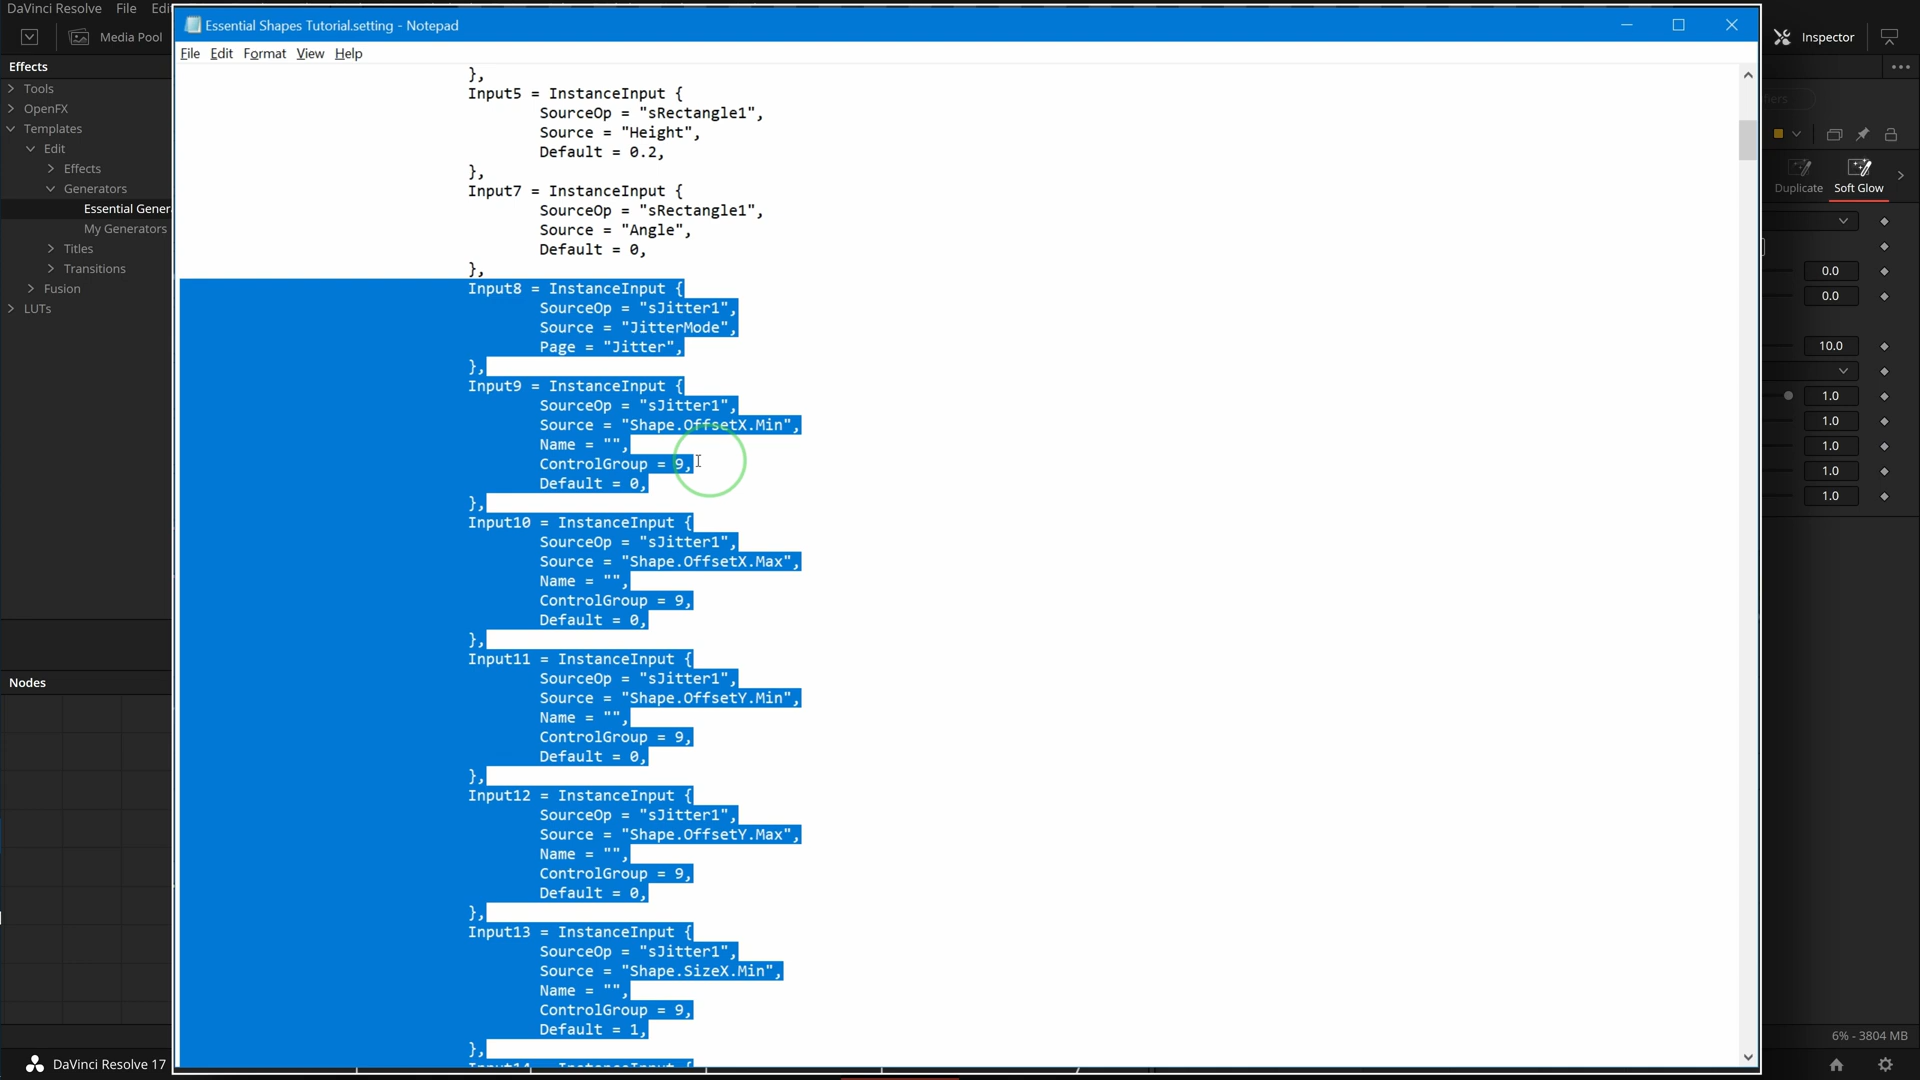 DaVinci Resolve File Edi
Essential Shapes Tutorial.setting - Notepad
Media Pool
Inspector
File Edit Format View Help
Effects
Tools
OpenFX
Templates
Edit
Effects
Generators
Essential Gener
My Generators
Titles
Transitions
Fusion
LUTs
Nodes
},
Input5 = InstanceInput {
SourceOp = "sRectangle1",
Source = "Height",
Default = 0.2,
},
Input7 = InstanceInput {
SourceOp = "sRectangle1",
Source = "Angle",
Default = 0,
},
Input8 = InstanceInput {
SourceOp = "sJitter1",
Source = "JitterMode",
Page = "Jitter",
},
Input9 = InstanceInput {
SourceOp = "sJitter1",
Source = "Shape.OffsetX.Min",
Name = "",
ControlGroup = 9,
Default = 0,
},
Input10 = InstanceInput {
SourceOp = "sJitter1",
Source = "Shape.OffsetX.Max",
Name = "",
ControlGroup = 9,
Default = 0,
},
Input11 = InstanceInput {
SourceOp = "sJitter1",
Source = "Shape.OffsetY.Min",
Name = "",
ControlGroup = 9,
Default = 0,
},
Input12 = InstanceInput {
SourceOp = "sJitter1",
Source = "Shape.OffsetY.Max",
Name = "",
ControlGroup = 9,
Default = 0,
},
Input13 = InstanceInput {
SourceOp = "sJitter1",
Source = "Shape.SizeX.Min",
Name = "",
ControlGroup = 9,
Default = 1,
},
Input14 = InstanceInput {
Duplicate Soft Glow
0.0
0.0
10.0
1.0
1.0
1.0
1.0
1.0
6% - 3804 MB
DaVinci Resolve 17